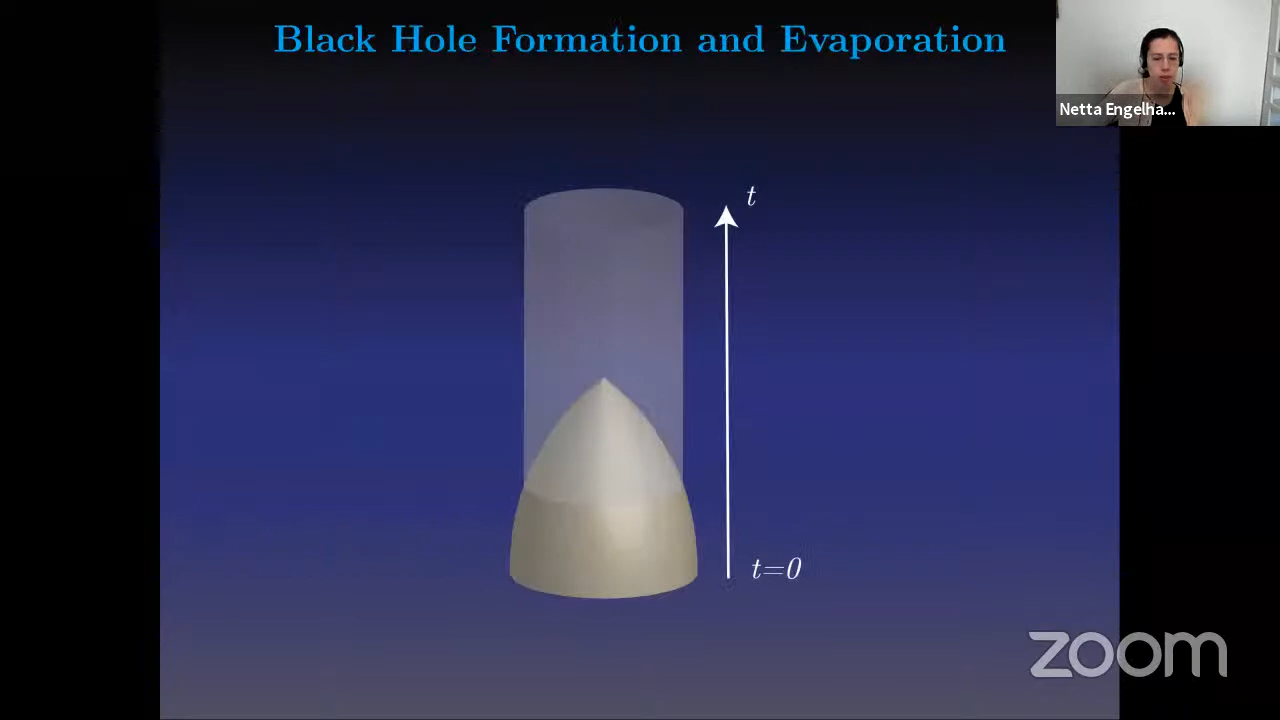 Black Hole Formation and Evaporation
Netta Engelha...
t
t=0
zoom